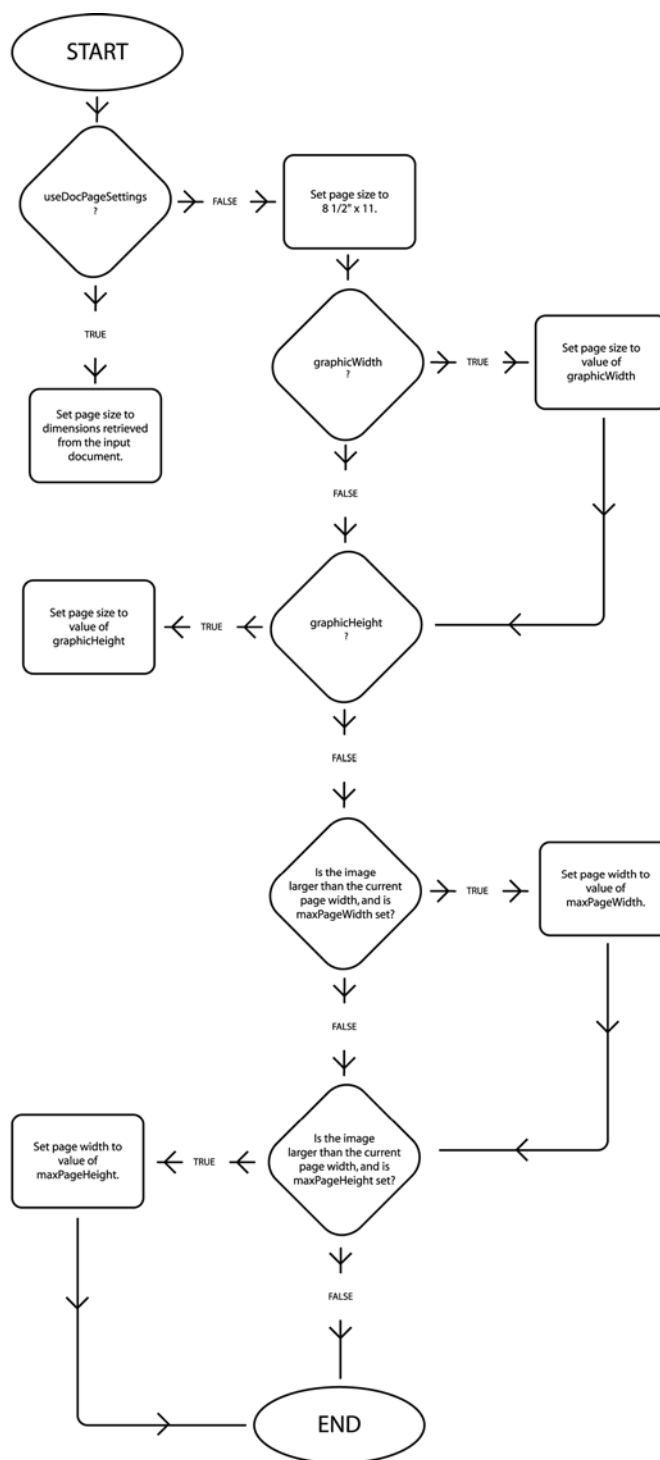 START
useDocPageSettings
?
FALSE
Set page size to
8 1/2" x 11.
TRUE
graphicWidth
?
TRUE
Set page size to
value of
graphicWidth
Set page size to
dimensions retrieved
from the input
document.
FALSE
Set page size to
value of
graphicHeight
TRUE
graphicHeight
?
FALSE
Is the image
larger than the current
page width, and is
maxPageWidth set?
TRUE
Set page width to
value of
maxPageWidth.
FALSE
Set page width to
value of
maxPageHeight.
TRUE
Is the image
larger than the current
page width, and is
maxPageHeight set?
FALSE
END